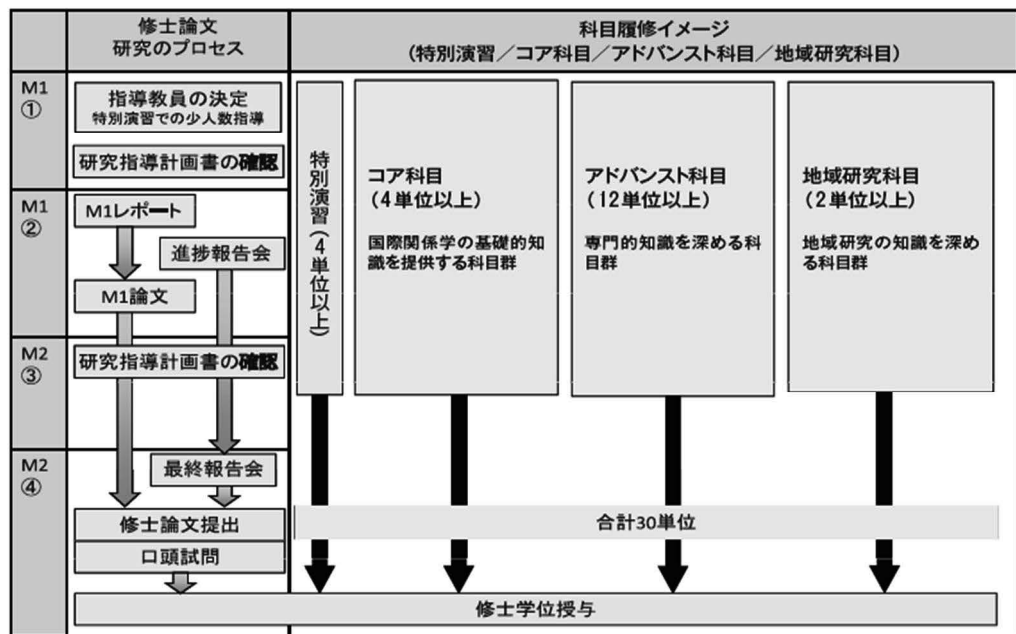 修士論文
研究のプロセス
科目履修イメージ
(特別演習/コア科目/アドバンスト科目/地域研究科目)
M1
①
指導教員の決定
特別演習での少人数指導
研究指導計画書の確認
M1
②
M1レポート
進捗報告会
M1論文
M2
③
研究指導計画書の確認
M2
④
最終報告会
修士論文提出
口頭試問
特別演習(4単位以上)
コア科目
(4単位以上)
国際関係学の基礎的知
識を提供する科目群
アドバンスト科目
(12単位以上)
専門的知識を深める科
目群
地域研究科目
(2単位以上)
地域研究の知識を深め
る科目群
合計30単位
修士学位授与